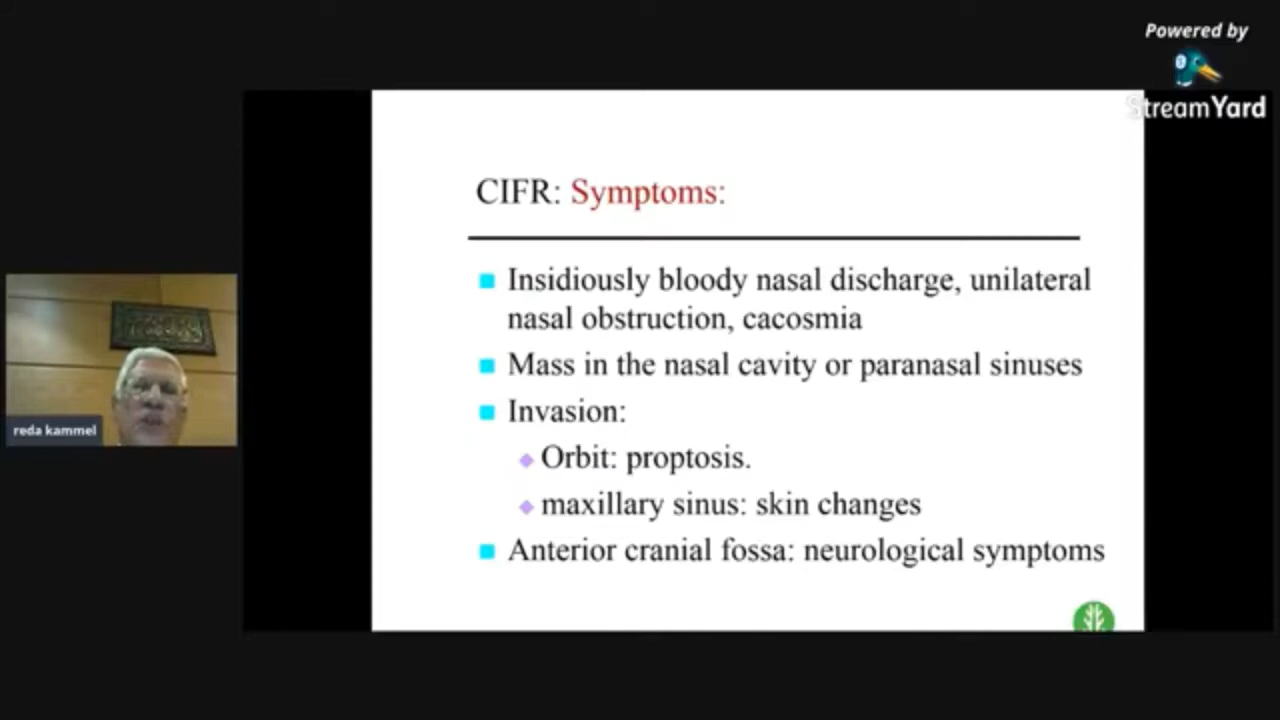 Powered by
StreamYard
CIFR: Symptoms:
Insidiously bloody nasal discharge, unilateral
nasal obstruction, cacosmia
Mass in the nasal cavity or paranasal sinuses
Invasion:
Orbit: proptosis.
maxillary sinus: skin changes
Anterior cranial fossa: neurological symptoms
reda kammel